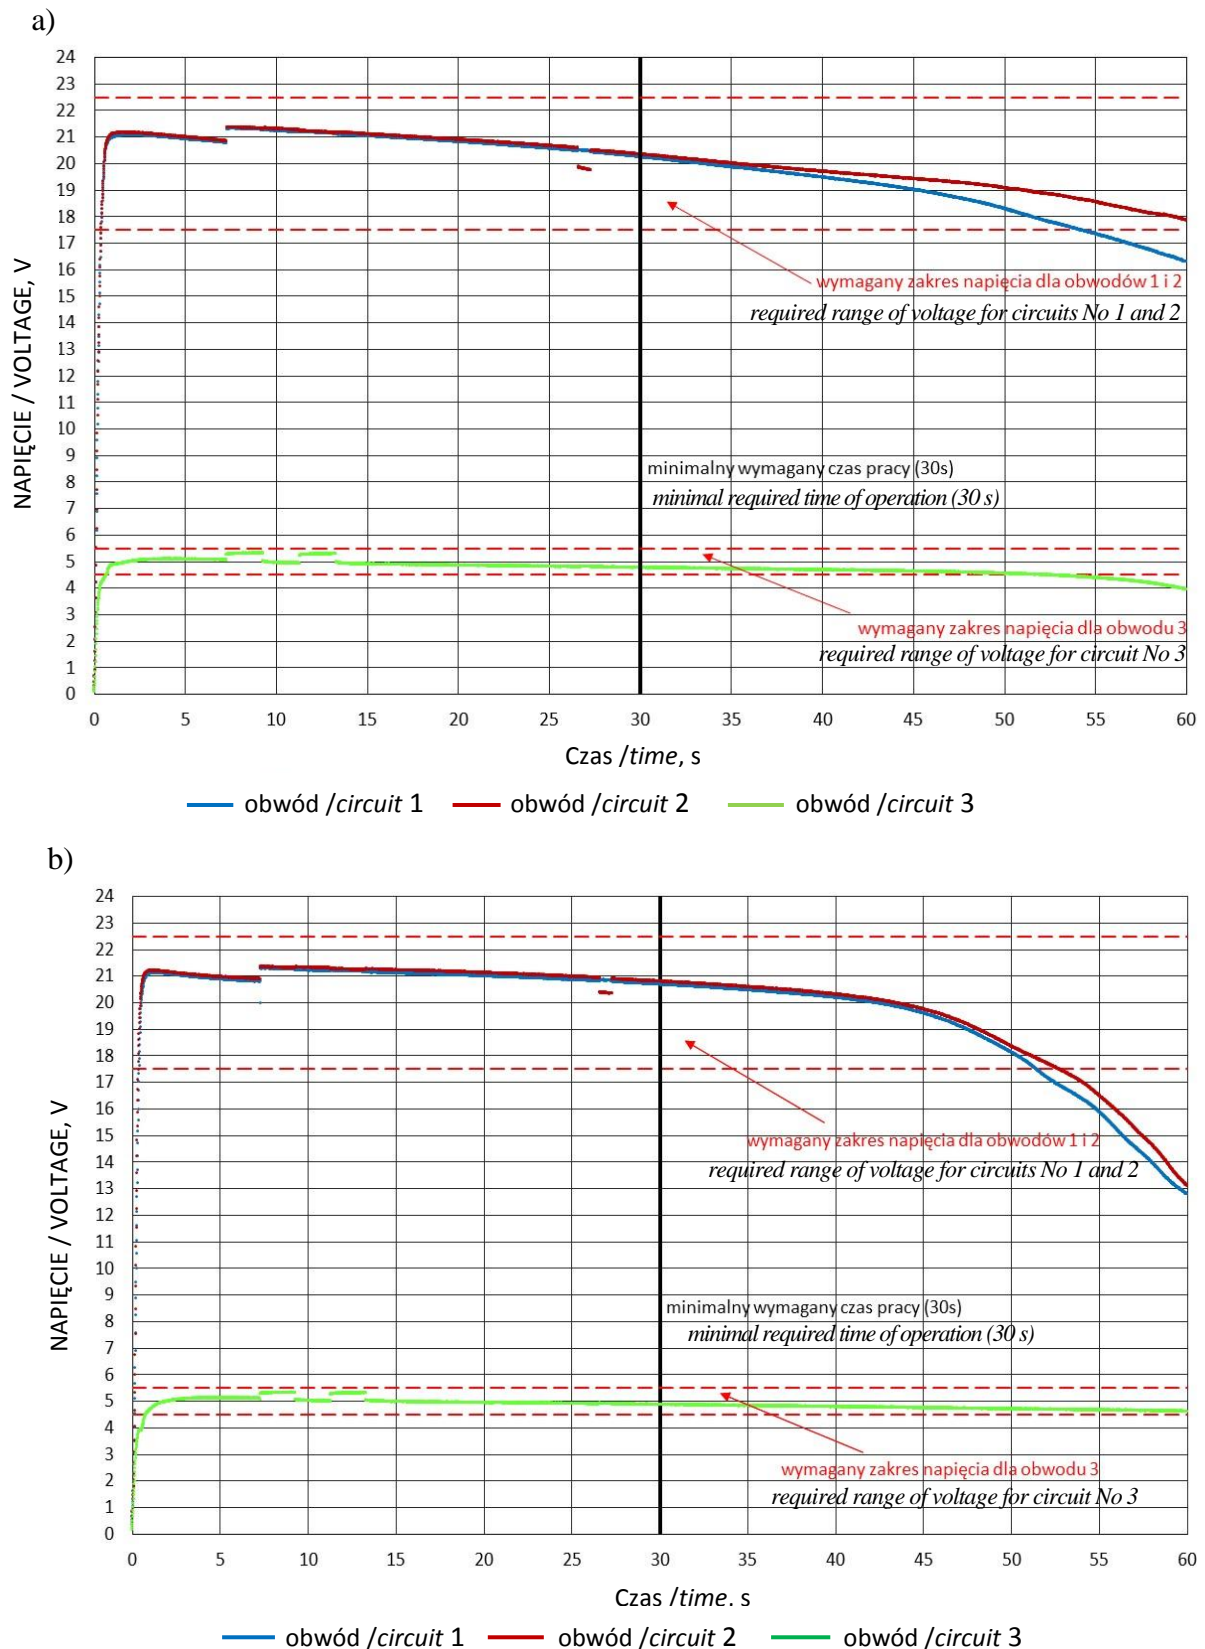 a)
24
23
22
21
20
19
18
17
16
15
14
13
12
11
10
9
8
7
6
5
4
3
2
1
0
NAPIĘCIE / VOLTAGE, V
wymagany zakres napięcia dla obwodów 1 i 2
required range of voltage for circuits No 1 and 2
minimalny wymagany czas pracy (30s)
minimal required time of operation (30 s)
wymagany zakres napięcia dla obwodu 3
required range of voltage for circuit No 3
0 5 10 15 20 25 30 35 40 45 50 55 60
Czas /time, s
obwód /circuit 1 obwód /circuit 2 obwód /circuit 3
b)
24
23
22
21
20
19
18
17
16
15
14
13
12
11
10
9
8
7
6
5
4
3
2
1
0
NAPIĘCIE / VOLTAGE, V
wymagany zakres napięcia dla obwodów 1 i 2
required range of voltage for circuits No 1 and 2
minimalny wymagany czas pracy (30s)
minimal required time of operation (30 s)
wymagany zakres napięcia dla obwodu 3
required range of voltage for circuit No 3
0 5 10 15 20 25 30 35 40 45 50 55 60
Czas /time. s
obwód /circuit 1 obwód /circuit 2 obwód /circuit 3